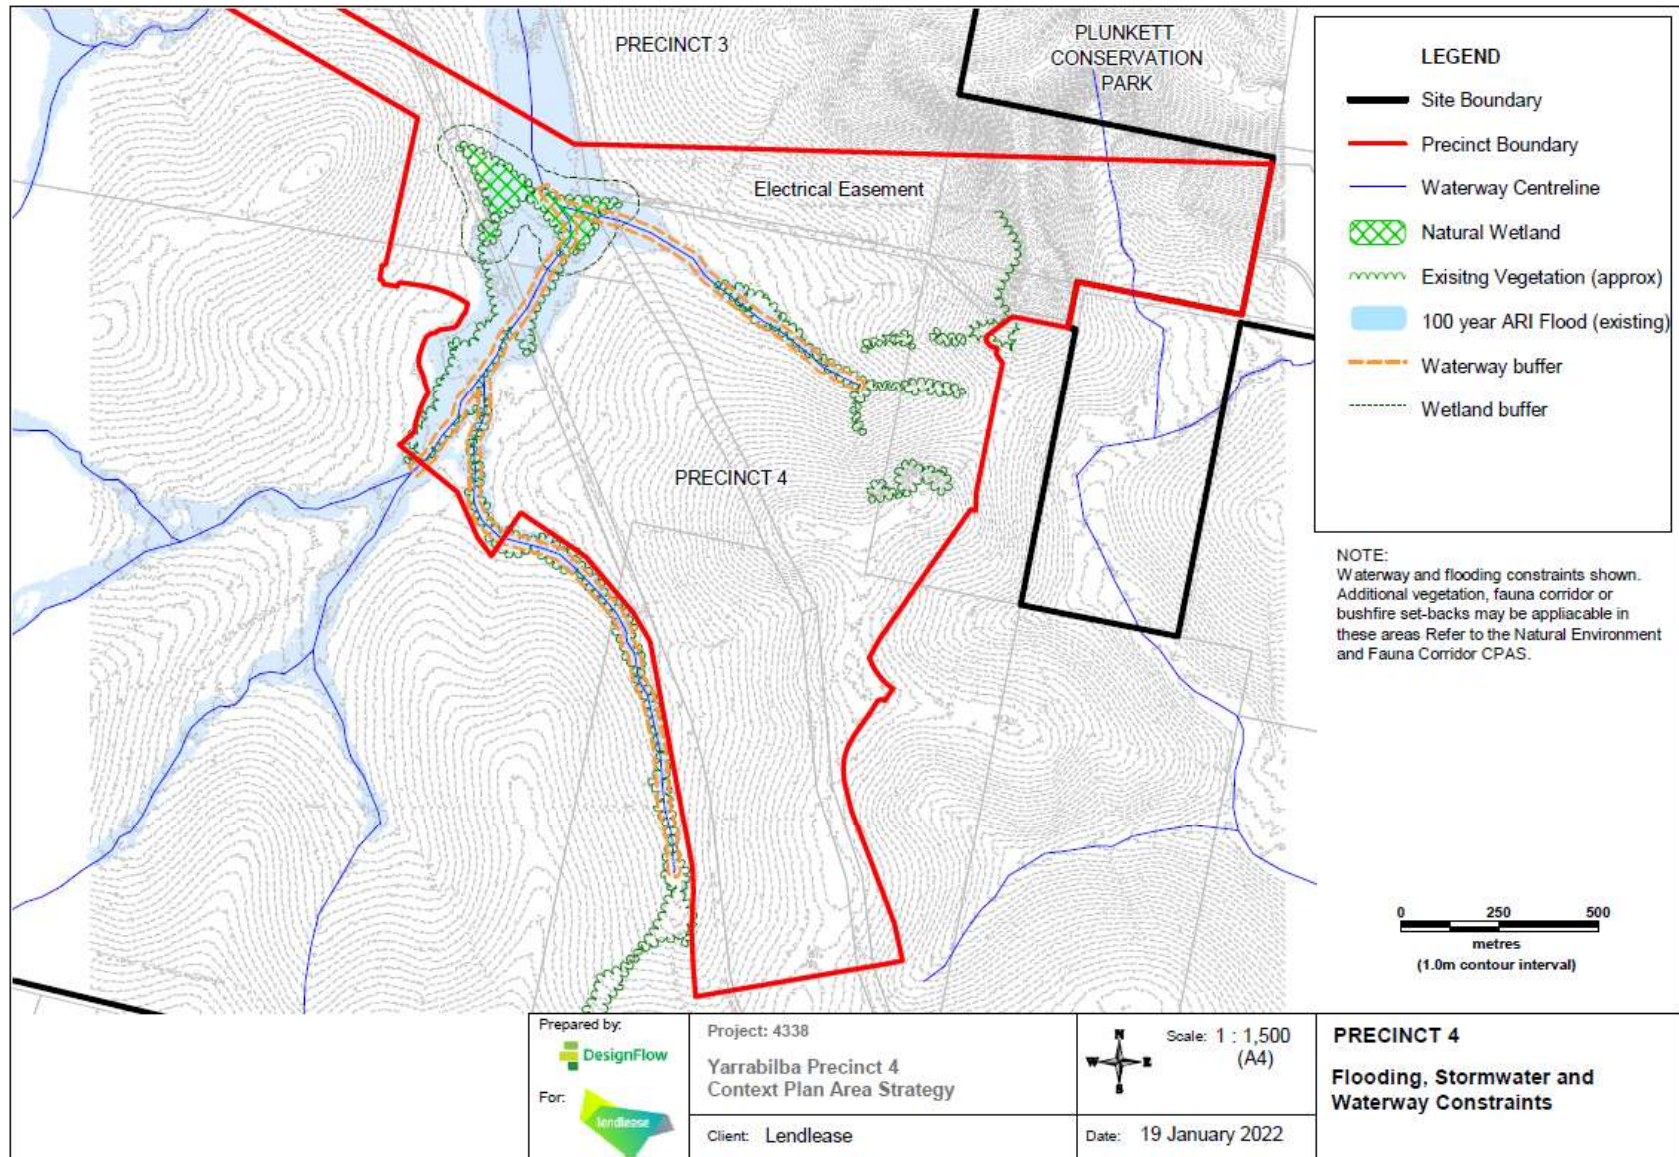 PRECINCT 3
PLUNKETT
CONSERVATION
PARK
Electrical Easement
PRECINCT 4
LEGEND
Site Boundary
Precinct Boundary
Waterway Centreline
Natural Wetland
Exisitng Vegetation (approx)
100 year ARI Flood (existing)
Waterway buffer
Wetland buffer
NOTE:
Waterway and flooding constraints shown.
Additional vegetation, fauna corridor or
bushfire set-backs may be appliacable in
these areas Refer to the Natural Environment
and Fauna Corridor CPAS.
0 250 500
metres
(1.0m contour interval)
Prepared by:
DesignFlow
For:
lendlease
Project: 4338
Yarrabilba Precinct 4
Context Plan Area Strategy
Client: Lendlease
N
W E
S
Scale: 1 : 1,500
(A4)
Date: 19 January 2022
PRECINCT 4
Flooding, Stormwater and
Waterway Constraints